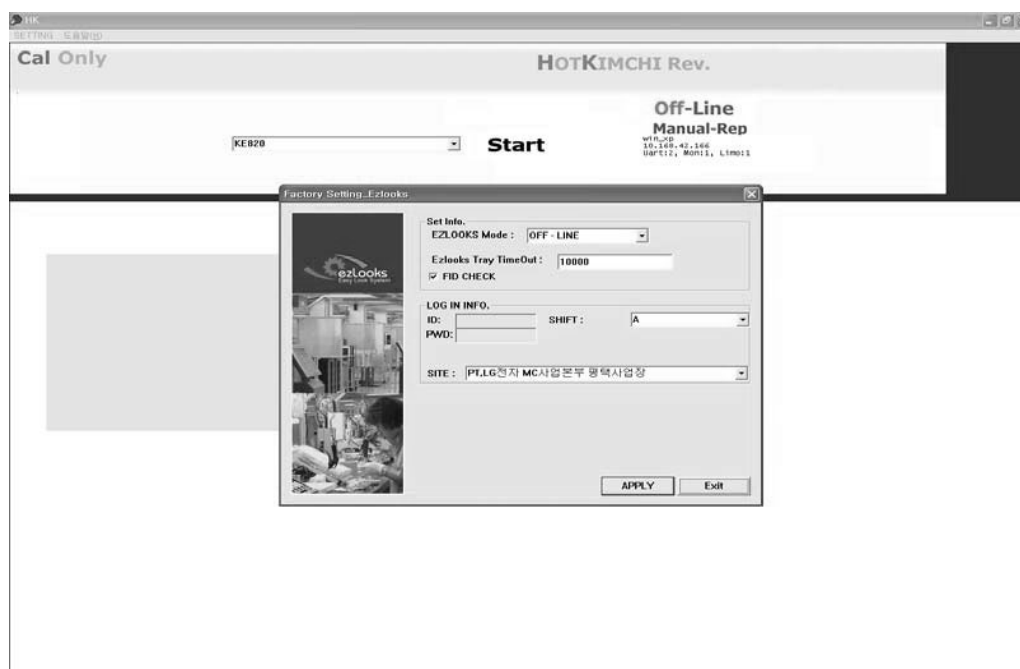 HK
SETTING 도움말(H)
Cal Only
HOTKIMCHI Rev.
Off-Line
Manual-Rep
KE820
Start
win_xp
10.168.42.166
Uart:2, Mon:1, Limo:1
Factory Setting_Ezlooks
ezLooks
Easy Look System
Set Info.
EZLOOKS Mode : OFF - LINE
Ezlooks Tray TimeOut : 10000
FID CHECK
LOG IN INFO.
ID: SHIFT : A
PWD:
SITE : PT,LG전자 MC사업본부 평택사업장
APPLY Exit